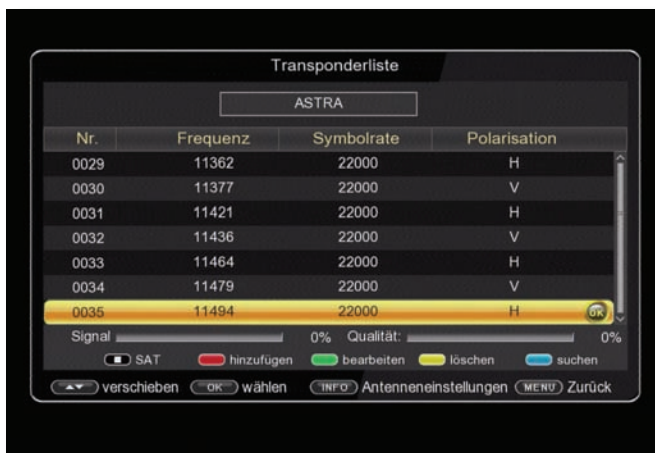 Transponderliste
ASTRA
Nr. Frequenz Symbolrate Polarisation
0029 11362 22000 H
0030 11377 22000 V
0031 11421 22000 H
0032 11436 22000 V
0033 11464 22000 H
0034 11479 22000 V
0035 11494 22000 H OK
Signal 0% Qualität: 0%
SAT hinzufügen bearbeiten löschen suchen
verschieben OK wählen INFO Antenneneinstellungen MENU Zurück